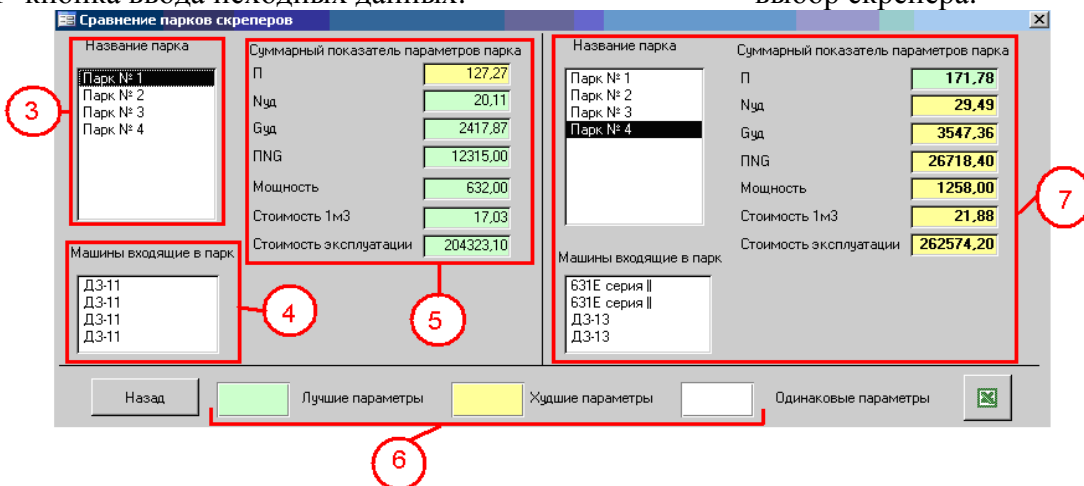 кнопка ввода исходных данных.
выбор скрепера.
Сравнение парков скреперов
Название парка
Парк № 1
Парк № 2
Парк № 3
Парк № 4
3
Машины входящие в парк
ДЗ-11
ДЗ-11
ДЗ-11
ДЗ-11
4
Суммарный показатель параметров парка
П 127,27
Nуд 20,11
Gуд 2417,87
ПNG 12315,00
Мощность 632,00
Стоимость 1м3 17,03
Стоимость эксплуатации 204323,10
5
Название парка
Парк № 1
Парк № 2
Парк № 3
Парк № 4
Машины входящие в парк
631Е серия ||
631Е серия ||
ДЗ-13
ДЗ-13
Суммарный показатель параметров парка
П 171,78
Nуд 29,49
Gуд 3547,36
ПNG 26718,40
Мощность 1258,00
Стоимость 1м3 21,88
Стоимость эксплуатации 262574,20
7
Назад
Лучшие параметры
Худшие параметры
Одинаковые параметры
6